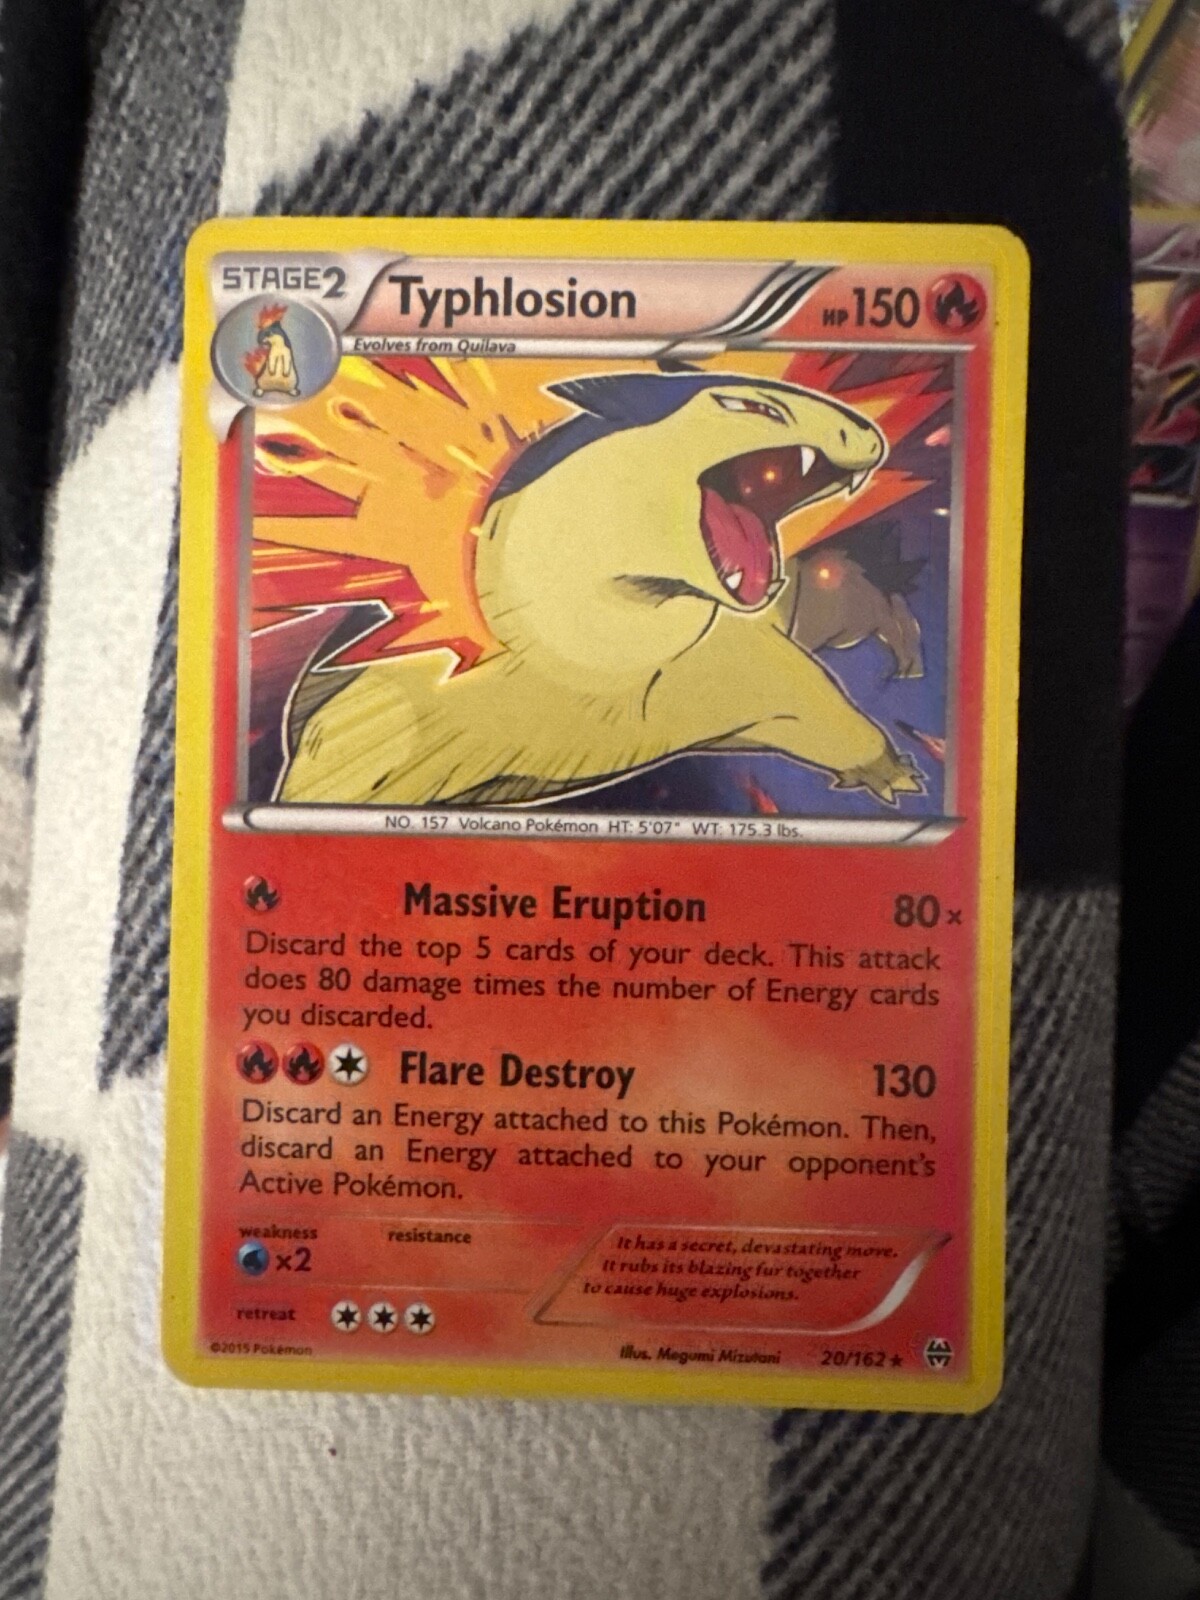 STAGE2
Typhlosion
HP150
Evolves from Quilava
NO. 157 Volcano Pokémon HT: 5'07" WT: 175.3 lbs.
Massive Eruption 80x
Discard the top 5 cards of your deck. This attack
does 80 damage times the number of Energy cards
you discarded.
Flare Destroy 130
Discard an Energy attached to this Pokémon. Then,
discard an Energy attached to your opponent's
Active Pokémon.
weakness resistance
x2
It has a secret, devastating move.
It rubs its blazing fur together
to cause huge explosions.
retreat
©2015 Pokémon
Illus. Megumi Mizutani 20/162 ★